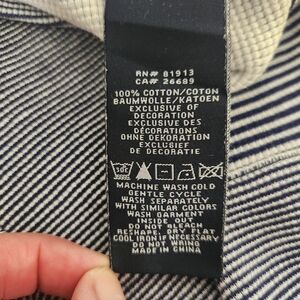 RN# 81913
CA# 26689
100% COTTON/COTON
BAUMWOLLE/KATOEN
EXCLUSIVE OF
DECORATION
EXCLUSIF DES
DÉCORATIONS
OHNE DEKORATION
EXCLUSIEF
DE DECORATIE
MACHINE WASH COLD
GENTLE CYCLE
WASH SEPARATELY
WITH SIMILAR COLORS
WASH GARMENT
INSIDE OUT
DO NOT BLEACH
RESHAPE, DRY FLAT
COOL IRON IF NECESSARY
DO NOT WRING
MADE IN CHINA